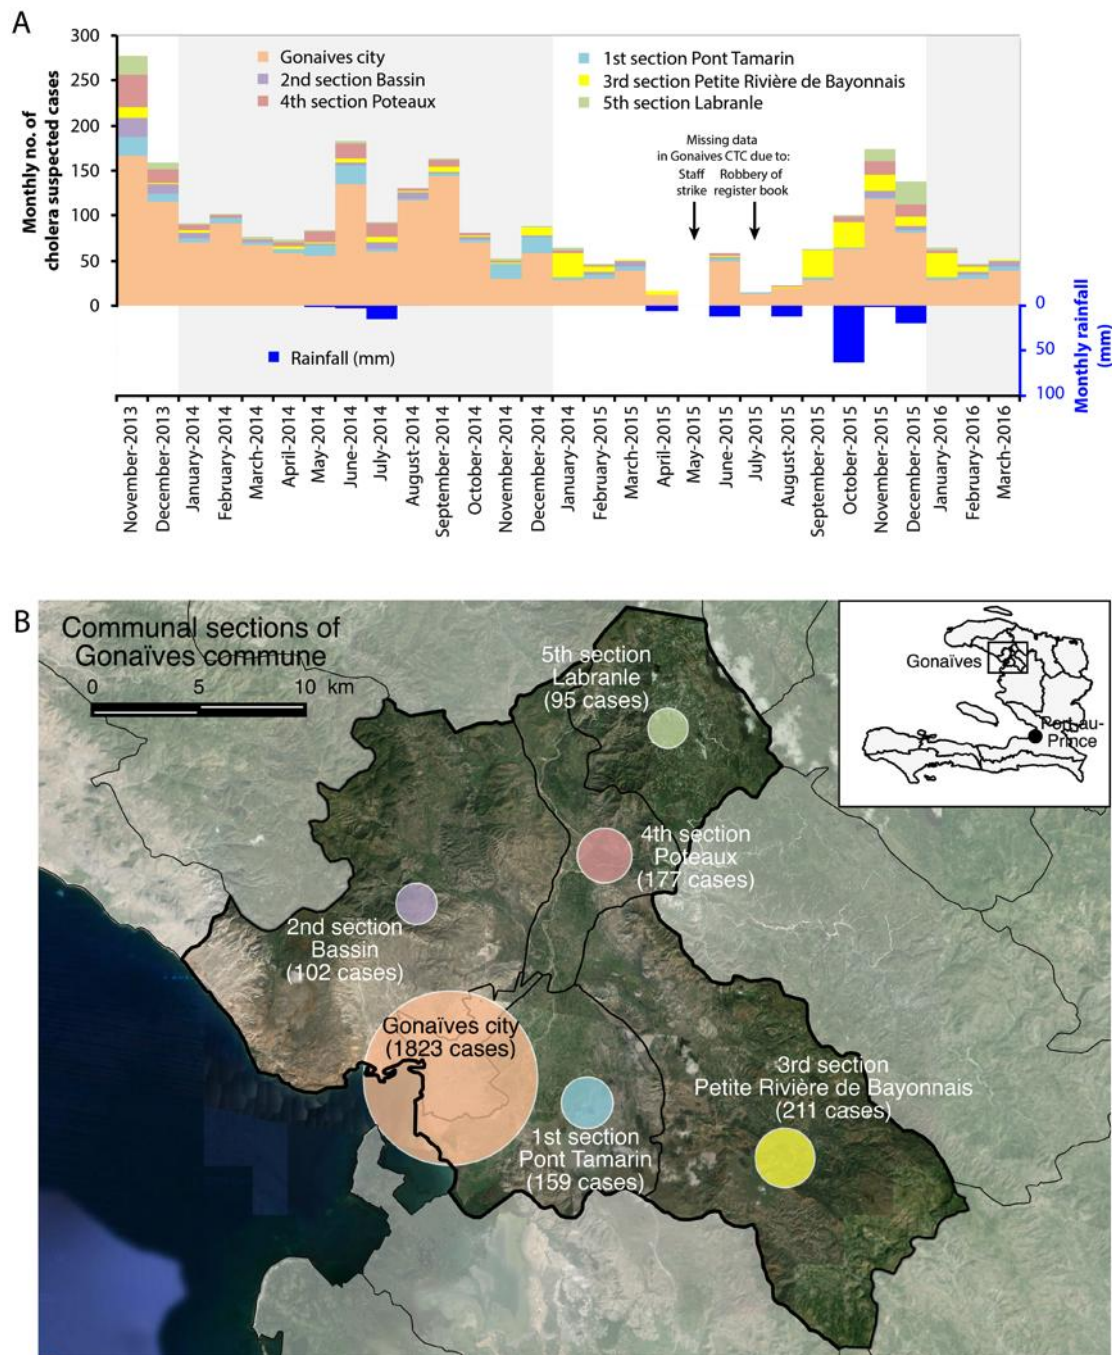 A
300
250
200
150
100
50
0
Monthly no. of
cholera suspected cases
Gonaives city
2nd section Bassin
4th section Poteaux
1st section Pont Tamarin
3rd section Petite Rivière de Bayonnais
5th section Labranle
Missing data
in Gonaives CTC due to:
Staff
strike
Robbery of
register book
Rainfall (mm)
0
50
100
Monthly rainfall
(mm)
November-2013
December-2013
January-2014
February-2014
March-2014
April-2014
May-2014
June-2014
July-2014
August-2014
September-2014
October-2014
November-2014
December-2014
January-2015
February-2015
March-2015
April-2015
May-2015
June-2015
July-2015
August-2015
September-2015
October-2015
November-2015
December-2015
January-2016
February-2016
March-2016
B
Communal sections of
Gonaïves commune
0 5 10 km
5th section
Labranle
(95 cases)
4th section
Poteaux
(177 cases)
2nd section
Bassin
(102 cases)
Gonaïves city
(1823 cases)
3rd section
Petite Rivière de Bayonnais
(211 cases)
1st section
Pont Tamarin
(159 cases)
Gonaïves
Port-au-
Prince